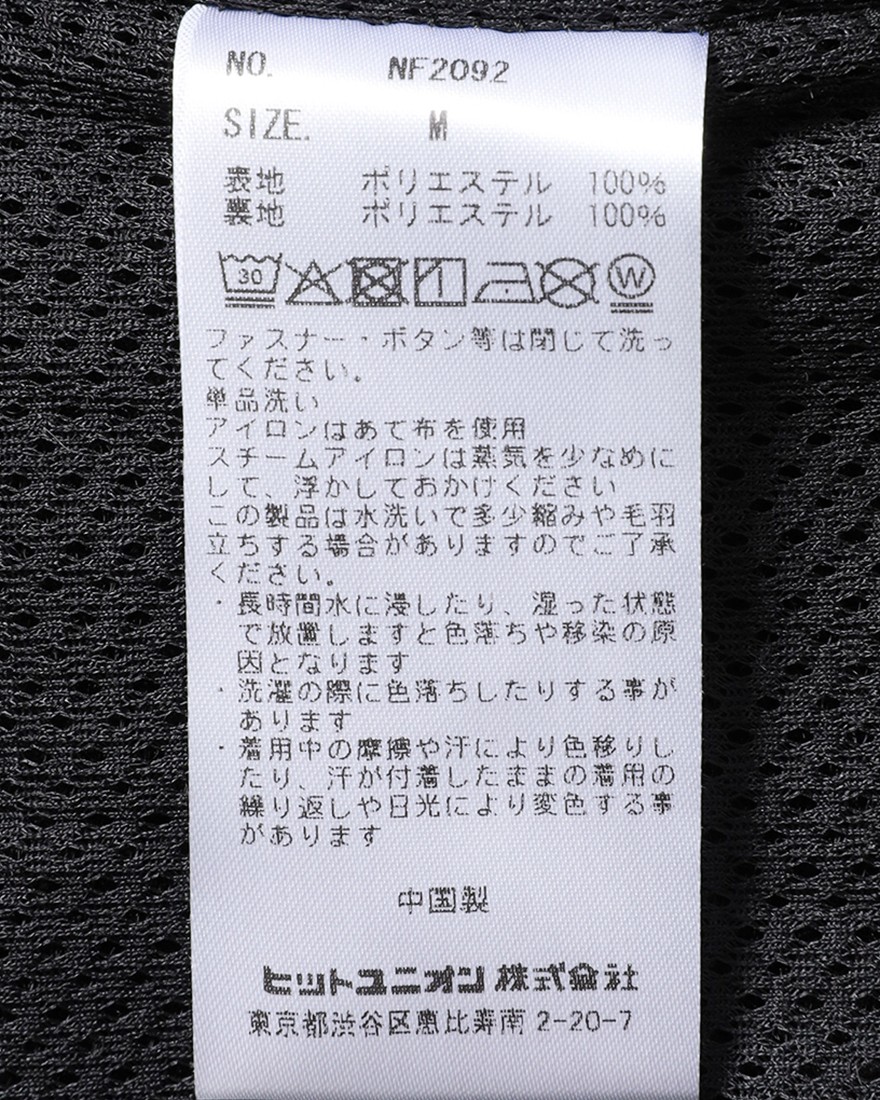 NO. NF2092
SIZE. M
表地 ポリエステル 100%
裏地 ポリエステル 100%
30 W
ファスナー・ボタン等は閉じて洗っ
てください。
単品洗い
アイロンはあて布を使用
スチームアイロンは蒸気を少なめに
して、浮かしておかけください
この製品は水洗いで多少縮みや毛羽
立ちする場合がありますのでご了承
ください。
・長時間水に浸したり、湿った状態
で放置しますと色落ちや移染の原
因となります
・洗濯の際に色落ちしたりする事が
あります
・着用中の摩擦や汗により色移りし
たり、汗が付着したままの着用の
繰り返しや日光により変色する事
があります
中国製
ヒットユニオン株式会社
東京都渋谷区恵比寿南 2-20-7